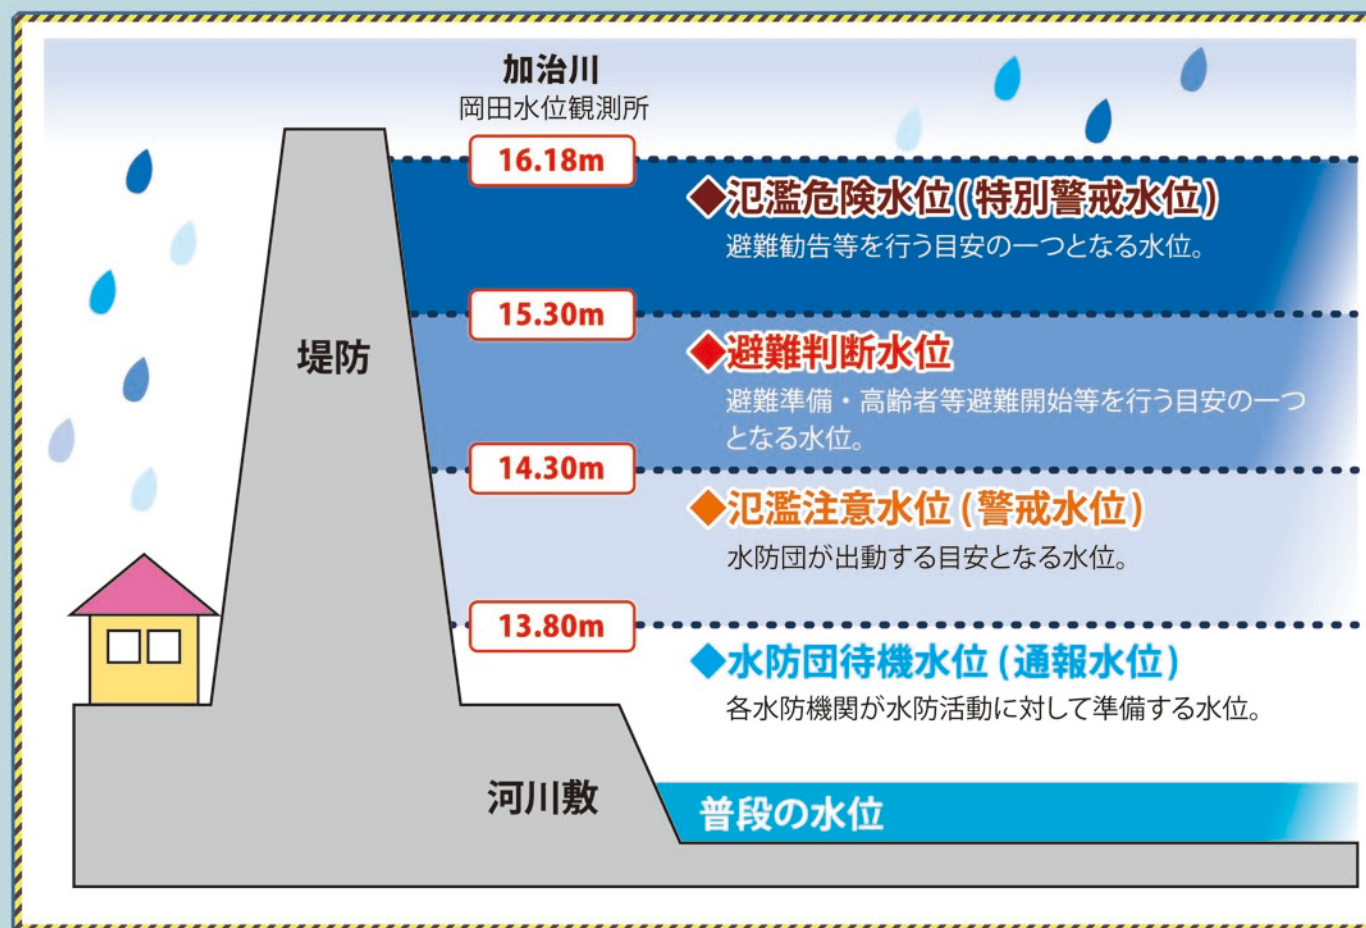 加治川
岡田水位観測所
16.18m
◆氾濫危険水位(特別警戒水位)
避難勧告等を行う目安の一つとなる水位。
15.30m
堤防
◆避難判断水位
避難準備・高齢者等避難開始等を行う目安の一つ
となる水位。
14.30m
◆氾濫注意水位(警戒水位)
水防団が出動する目安となる水位。
13.80m
◆水防団待機水位(通報水位)
各水防機関が水防活動に対して準備する水位。
河川敷
普段の水位